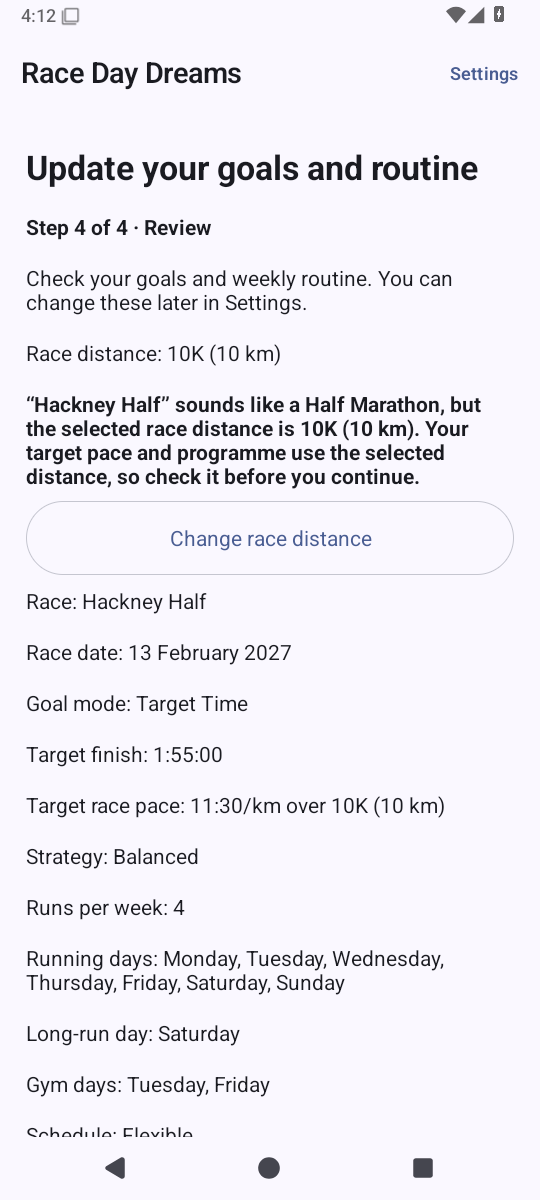 4:12
Race Day Dreams
Settings
Update your goals and routine
Step 4 of 4 · Review
Check your goals and weekly routine. You can
change these later in Settings.
Race distance: 10K (10 km)
“Hackney Half” sounds like a Half Marathon, but
the selected race distance is 10K (10 km). Your
target pace and programme use the selected
distance, so check it before you continue.
Change race distance
Race: Hackney Half
Race date: 13 February 2027
Goal mode: Target Time
Target finish: 1:55:00
Target race pace: 11:30/km over 10K (10 km)
Strategy: Balanced
Runs per week: 4
Running days: Monday, Tuesday, Wednesday,
Thursday, Friday, Saturday, Sunday
Long-run day: Saturday
Gym days: Tuesday, Friday
Schedule: Flexible